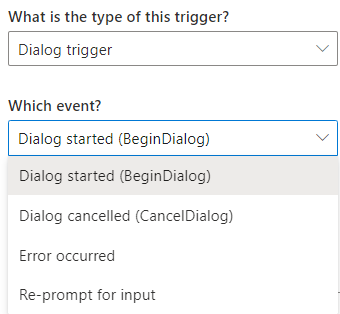 What is the type of this trigger?
Dialog trigger
Which event?
Dialog started (BeginDialog)
Dialog started (BeginDialog)
Dialog cancelled (CancelDialog)
Error occurred
Re-prompt for input